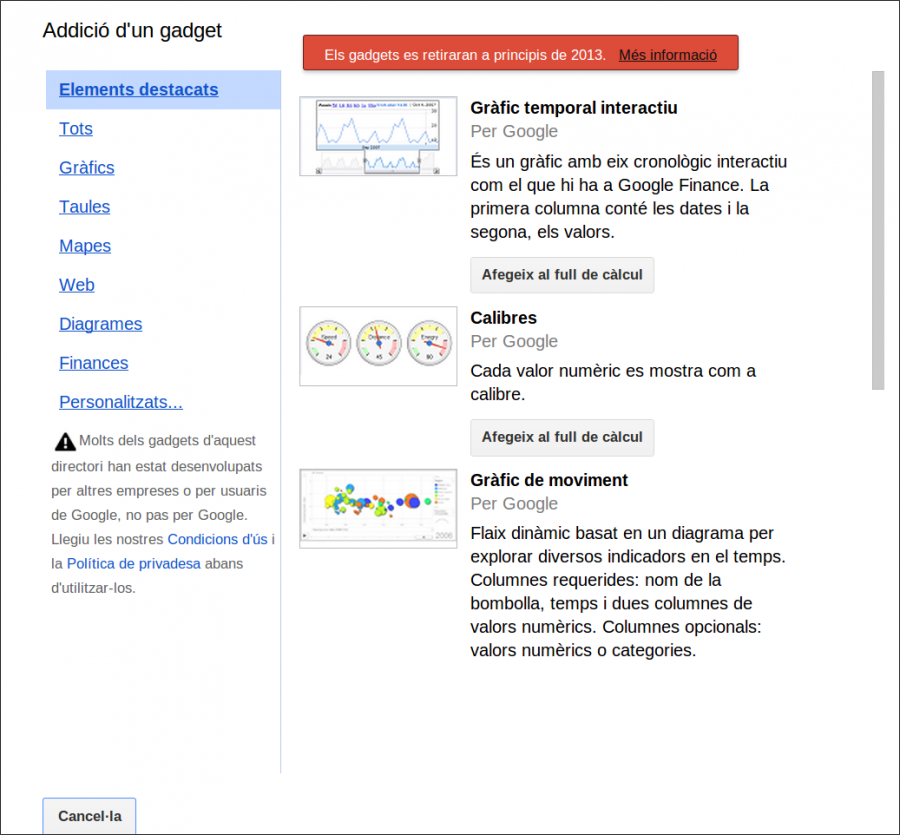 Addició d'un gadget
Els gadgets es retiraran a principis de 2013. Més informació
Elements destacats
Tots
Gràfics
Taules
Mapes
Web
Diagrames
Finances
Personalitzats...
Molts dels gadgets d'aquest
directori han estat desenvolupats
per altres empreses o per usuaris
de Google, no pas per Google.
Llegiu les nostres Condicions d'ús i
la Política de privadesa abans
d'utilitzar-los.
Gràfic temporal interactiu
Per Google
És un gràfic amb eix cronològic interactiu
com el que hi ha a Google Finance. La
primera columna conté les dates i la
segona, els valors.
Afegeix al full de càlcul
Speed
24
45
Energy
80
Calibres
Per Google
Cada valor numèric es mostra com a
calibre.
Afegeix al full de càlcul
2006
Gràfic de moviment
Per Google
Flaix dinàmic basat en un diagrama per
explorar diversos indicadors en el temps.
Columnes requerides: nom de la
bombolla, temps i dues columnes de
valors numèrics. Columnes opcionals:
valors numèrics o categories.
Cancel·la